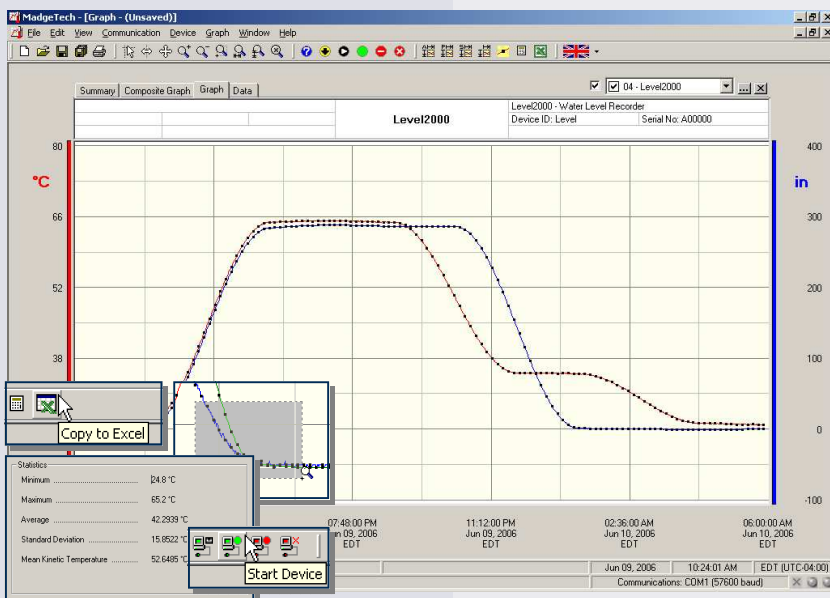 MadgeTech - [Graph - (Unsaved)]
File Edit View Communication Device Graph Window Help
Summary Composite Graph Graph Data
04 - Level2000
Level2000
Level2000 - Water Level Recorder
Device ID: Level Serial No: A00000
80 400
°C in
66 300
52 200
38 100
0
-100
Copy to Excel
Statistics
Minimum 24.8 °C
Maximum 65.2 °C
Average 42.2939 °C
Standard Deviation 15.8522 °C
Mean Kinetic Temperature 52.6485 °C
Start Device
07:48:00 PM 11:12:00 PM 02:36:00 AM 06:00:00 AM
n 09, 2006 Jun 09, 2006 Jun 10, 2006 Jun 10, 2006
EDT EDT EDT EDT
Jun 09, 2006 10:24:01 AM EDT (UTC-04:00)
Communications: COM1 (57600 baud)